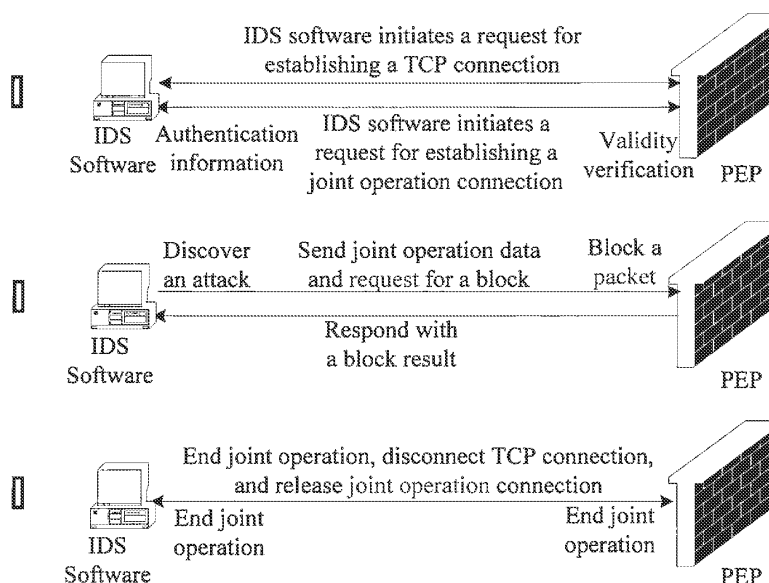 IDS software initiates a request for
establishing a TCP connection
IDS
Software
Authentication
information
IDS software initiates a
request for establishing a
joint operation connection
Validity
verification
PEP
Discover
an attack
Send joint operation data
and request for a block
Block a
packet
IDS
Software
Respond with
a block result
PEP
End joint operation, disconnect TCP connection,
and release joint operation connection
IDS
Software
End joint
operation
End joint
operation
PEP